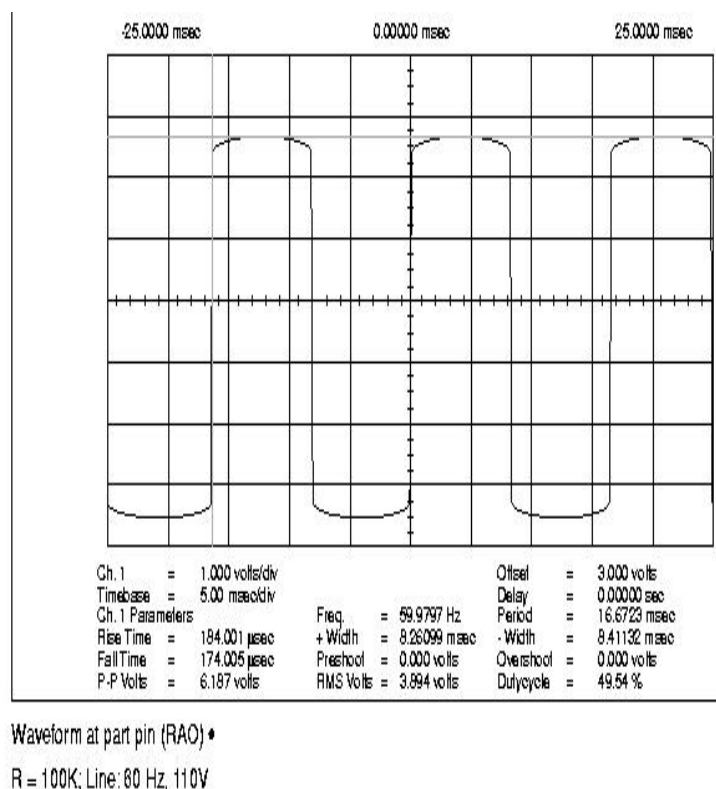 -25.0000 msec 0.00000 msec 25.0000 msec
Ch. 1 = 1.000 volts/div Offset = 3.000 volts
Timebase = 5.00 msec/div Delay = 0.00000 sec
Ch. 1 Parameters Freq. = 59.9797 Hz Period = 16.6723 msec
Rise Time = 184.001 µsec + Width = 8.26099 msec - Width = 8.41132 msec
Fall Time = 174.005 µsec Preshoot = 0.000 volts Overshoot = 0.000 volts
P-P Volts = 6.187 volts RMS Volts = 3.894 volts Dutycycle = 49.54 %
Waveform at part pin (RAO) •
R = 100K; Line: 60 Hz, 110V